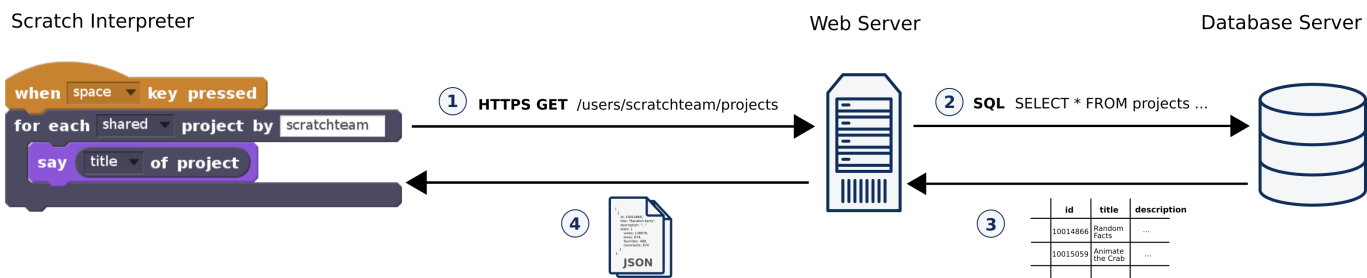 Scratch Interpreter
Web Server
Database Server
when space key pressed
for each shared project by scratchteam
say title of project
1 HTTPS GET /users/scratchteam/projects
2 SQL SELECT * FROM projects ...
4
JSON
3
id title description
10014866 Random Facts ...
10015059 Animate the Crab ...